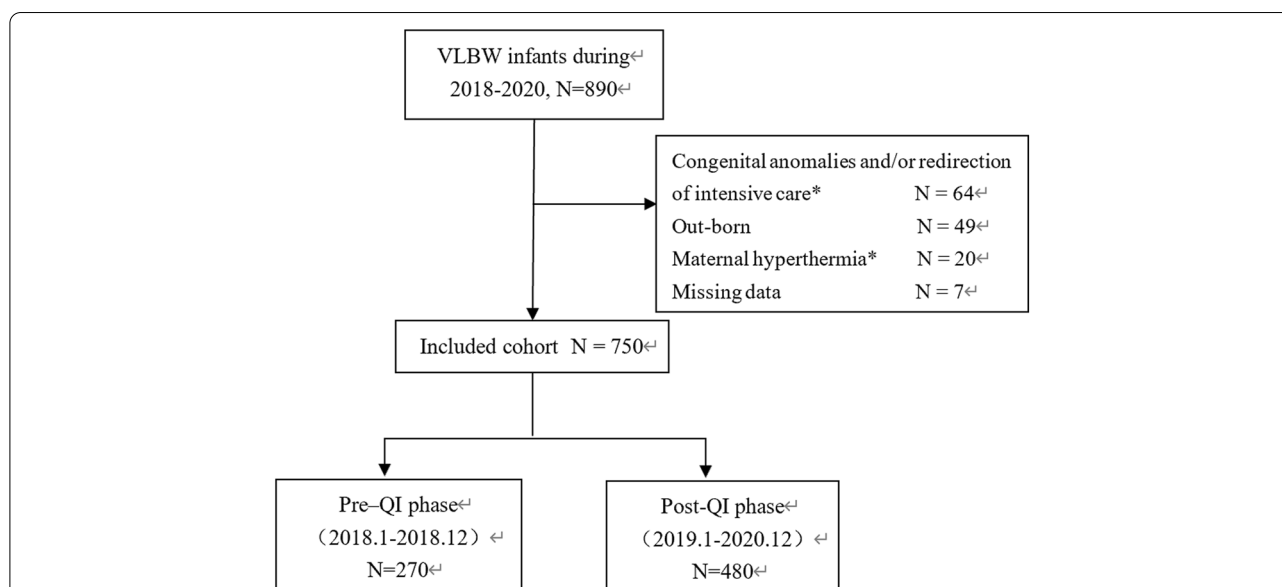 VLBW infants during↵
2018-2020, N=890↵
Congenital anomalies and/or redirection
of intensive care* N = 64↵
Out-born N = 49↵
Maternal hyperthermia* N = 20↵
Missing data N = 7↵
Included cohort N = 750↵
Pre–QI phase↵
（2018.1-2018.12）↵
N=270↵
Post-QI phase↵
（2019.1-2020.12）↵
N=480↵